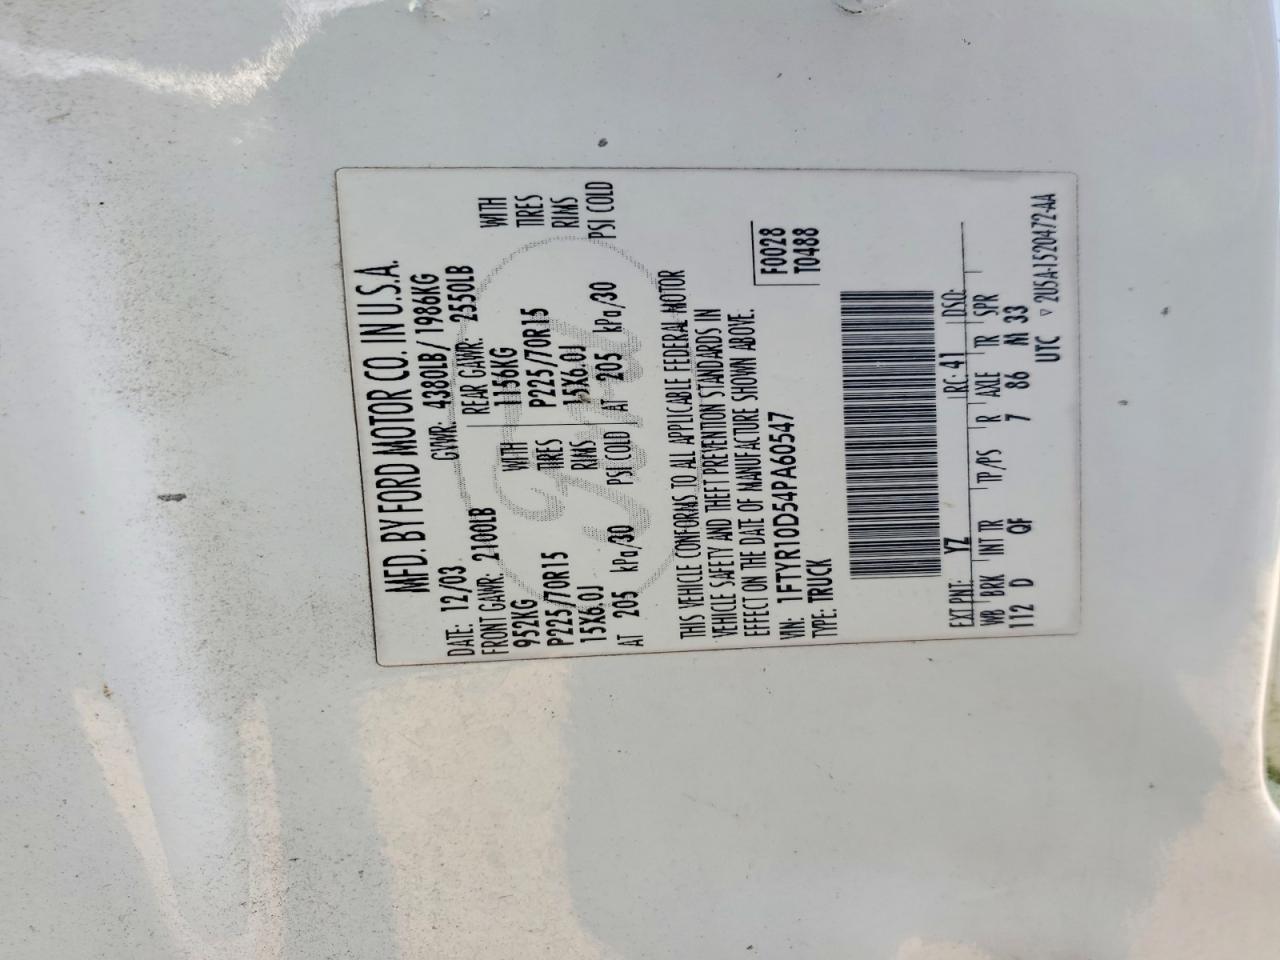 MFD. BY FORD MOTOR CO. IN U.S.A.
DATE: 12/03 GVWR: 4380LB/ 1986KG
FRONT GAWR: 2100LB REAR GAWR: 2550LB
952KG WITH 1156KG WITH
P225/70R15 TIRES P225/70R15 TIRES
15X6.0J RIMS 15X6.0J RIMS
AT 205 kPa/30 PSI COLD AT 205 kPa/30 PSI COLD
THIS VEHICLE CONFORMS TO ALL APPLICABLE FEDERAL MOTOR
VEHICLE SAFETY AND THEFT PREVENTION STANDARDS IN
EFFECT ON THE DATE OF MANUFACTURE SHOWN ABOVE.
VIN: 1FTYR10D54PA60547 F0028
TYPE: TRUCK T0488
EXT PNT: YZ RC: 41 DSO:
WB BRK INT TR TP/PS R AXLE TR SPR
112 D QF 7 86 M 33
UTC ▽ 2U5A-1520472-AA
Ford